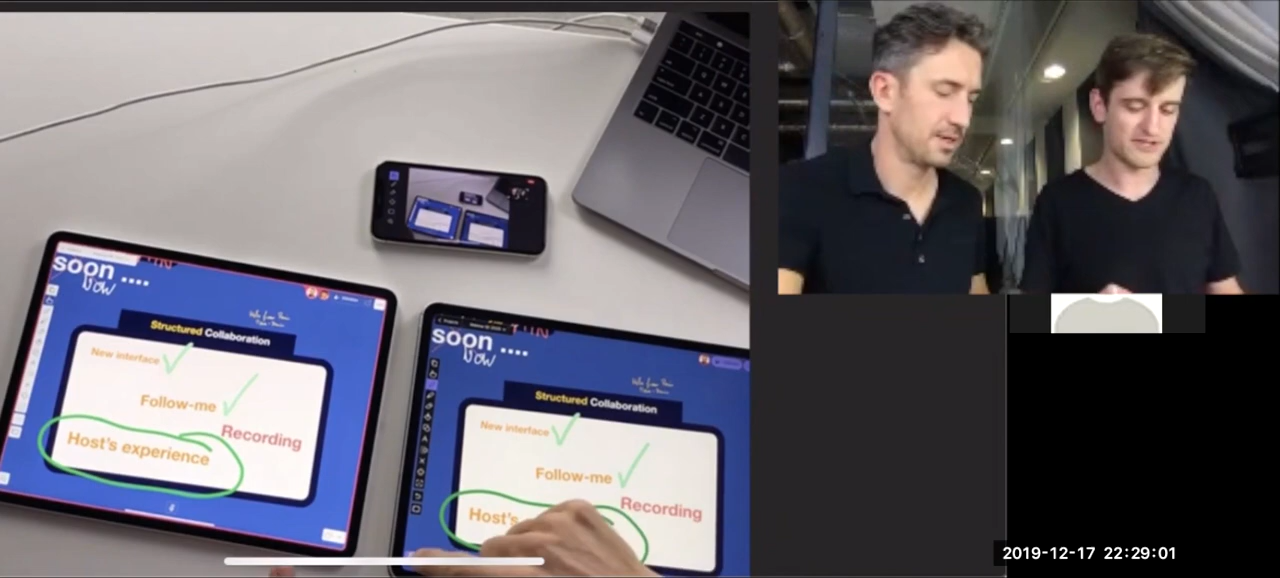 soon ....
Now
Structured Collaboration
New interface
Follow-me
Recording
Host's experience
soon ....
Now
Structured Collaboration
New interface
Follow-me
Recording
Host's
2019-12-17 22:29:01